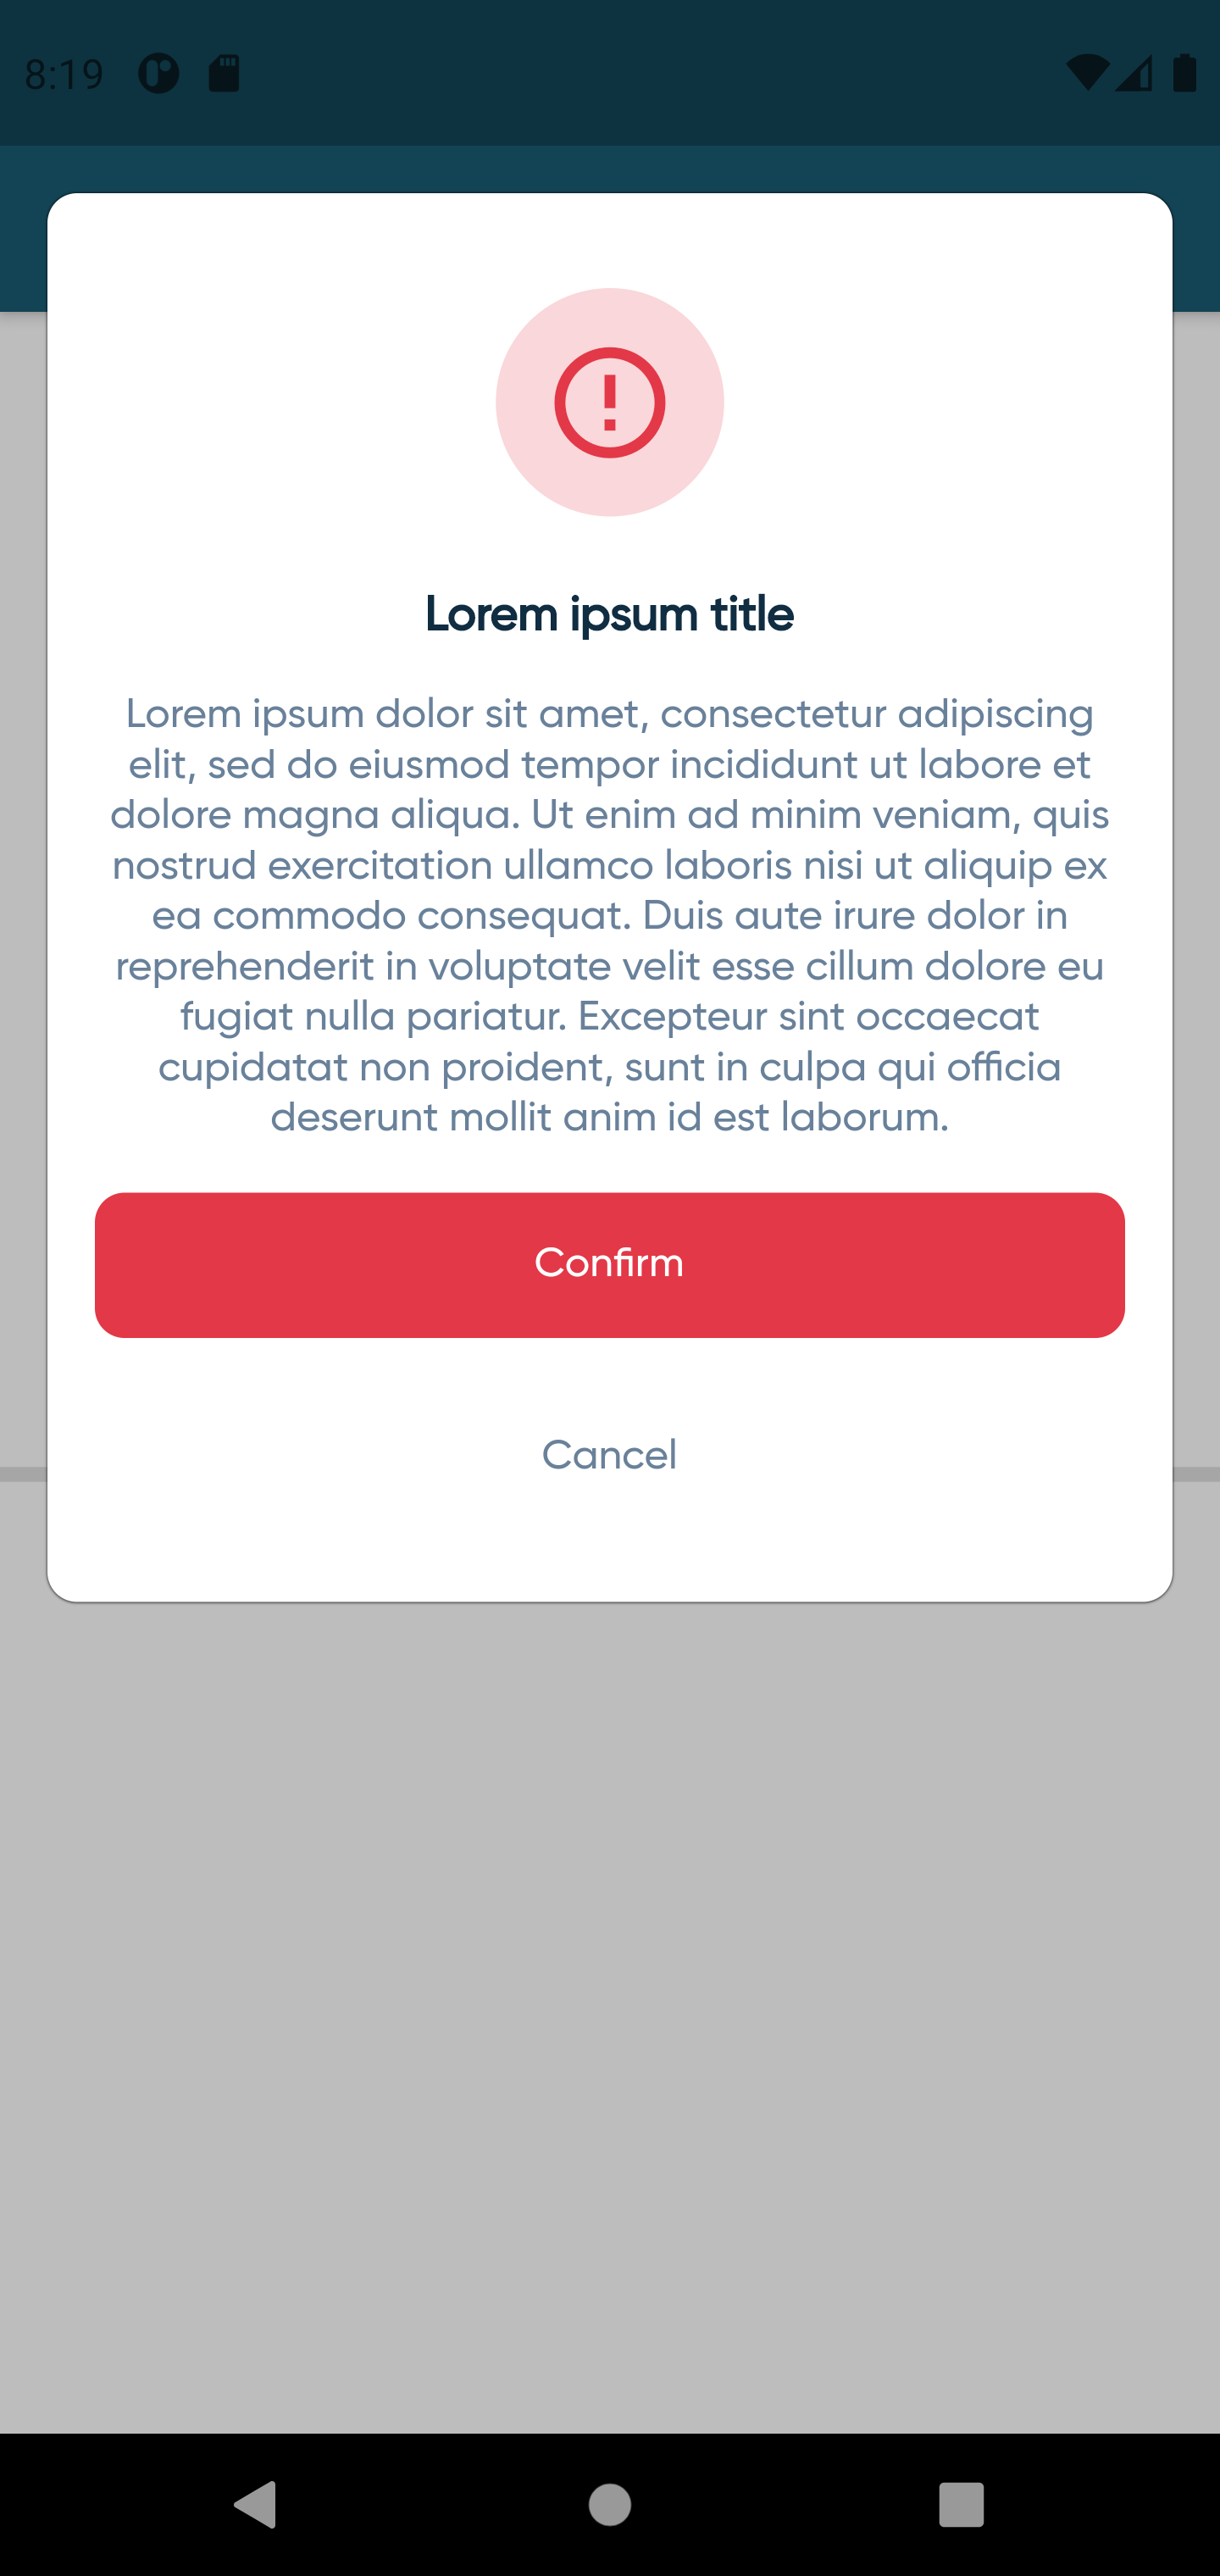 8:19
Lorem ipsum title
Lorem ipsum dolor sit amet, consectetur adipiscing
elit, sed do eiusmod tempor incididunt ut labore et
dolore magna aliqua. Ut enim ad minim veniam, quis
nostrud exercitation ullamco laboris nisi ut aliquip ex
ea commodo consequat. Duis aute irure dolor in
reprehenderit in voluptate velit esse cillum dolore eu
fugiat nulla pariatur. Excepteur sint occaecat
cupidatat non proident, sunt in culpa qui officia
deserunt mollit anim id est laborum.
Confirm
Cancel